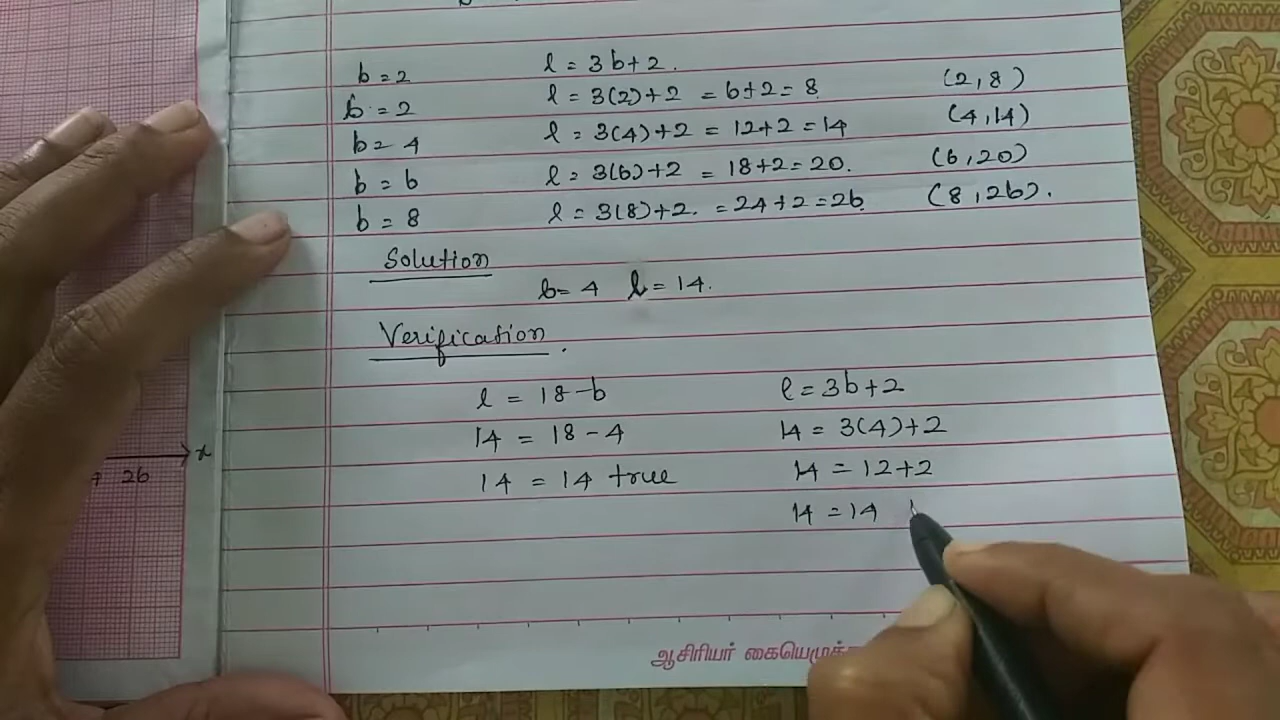 b=2 l = 3b+2.
b = 2 l = 3(2)+2 = 6+2 = 8 (2,8)
b= 4 l = 3(4)+2 = 12+2 = 14 (4,14)
b = 6 l = 3(6)+2 = 18+2=20. (6,20)
b = 8 l = 3(8)+2. = 24+2=26. (8,26).
Solution
b= 4 l = 14.
Verification.
l = 18-b l = 3b+2
14 = 18-4 14 = 3(4)+2
14 = 14 true 14 = 12+2
14 = 14
x
26
ஆசிரியர்